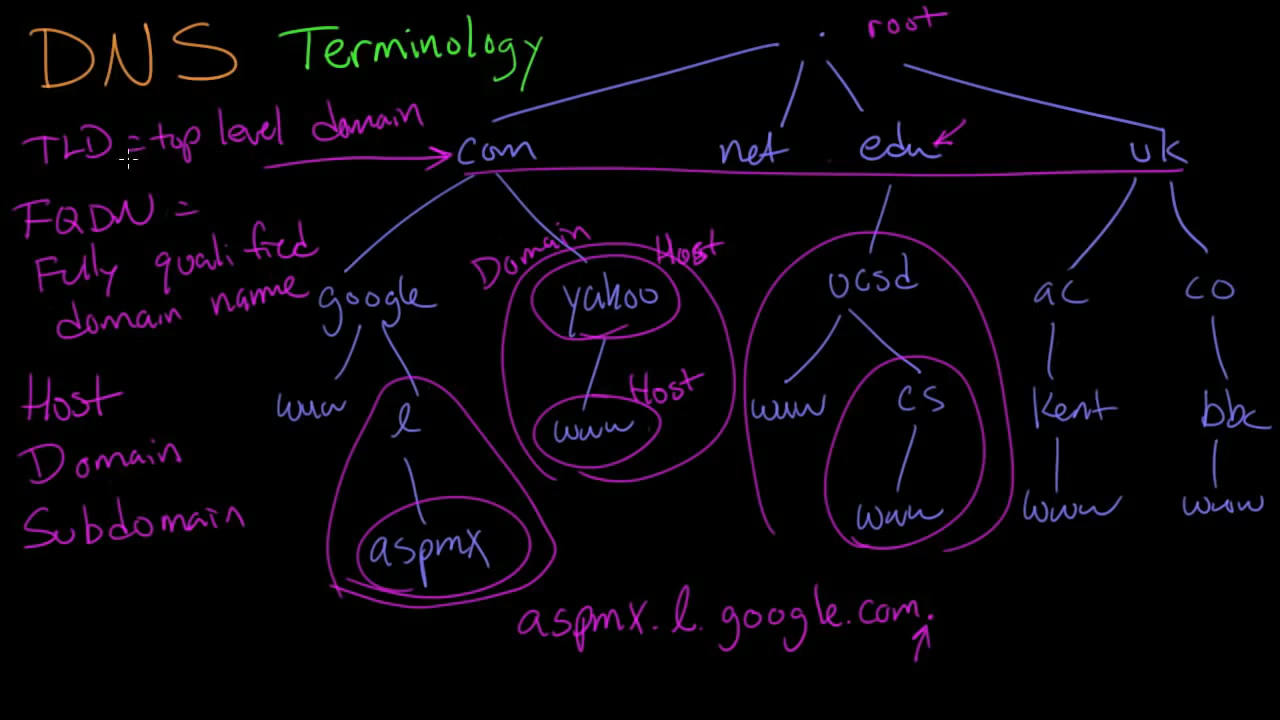 DNS Terminology
. root
TLD = top level domain
com net edu uk
FQDN =
Fully qualified
domain name
Domain Host
google yahoo ucsd ac co
Host
Host
www l www www cs Kent bbc
Domain
Subdomain
aspmx www www www
aspmx.l.google.com.